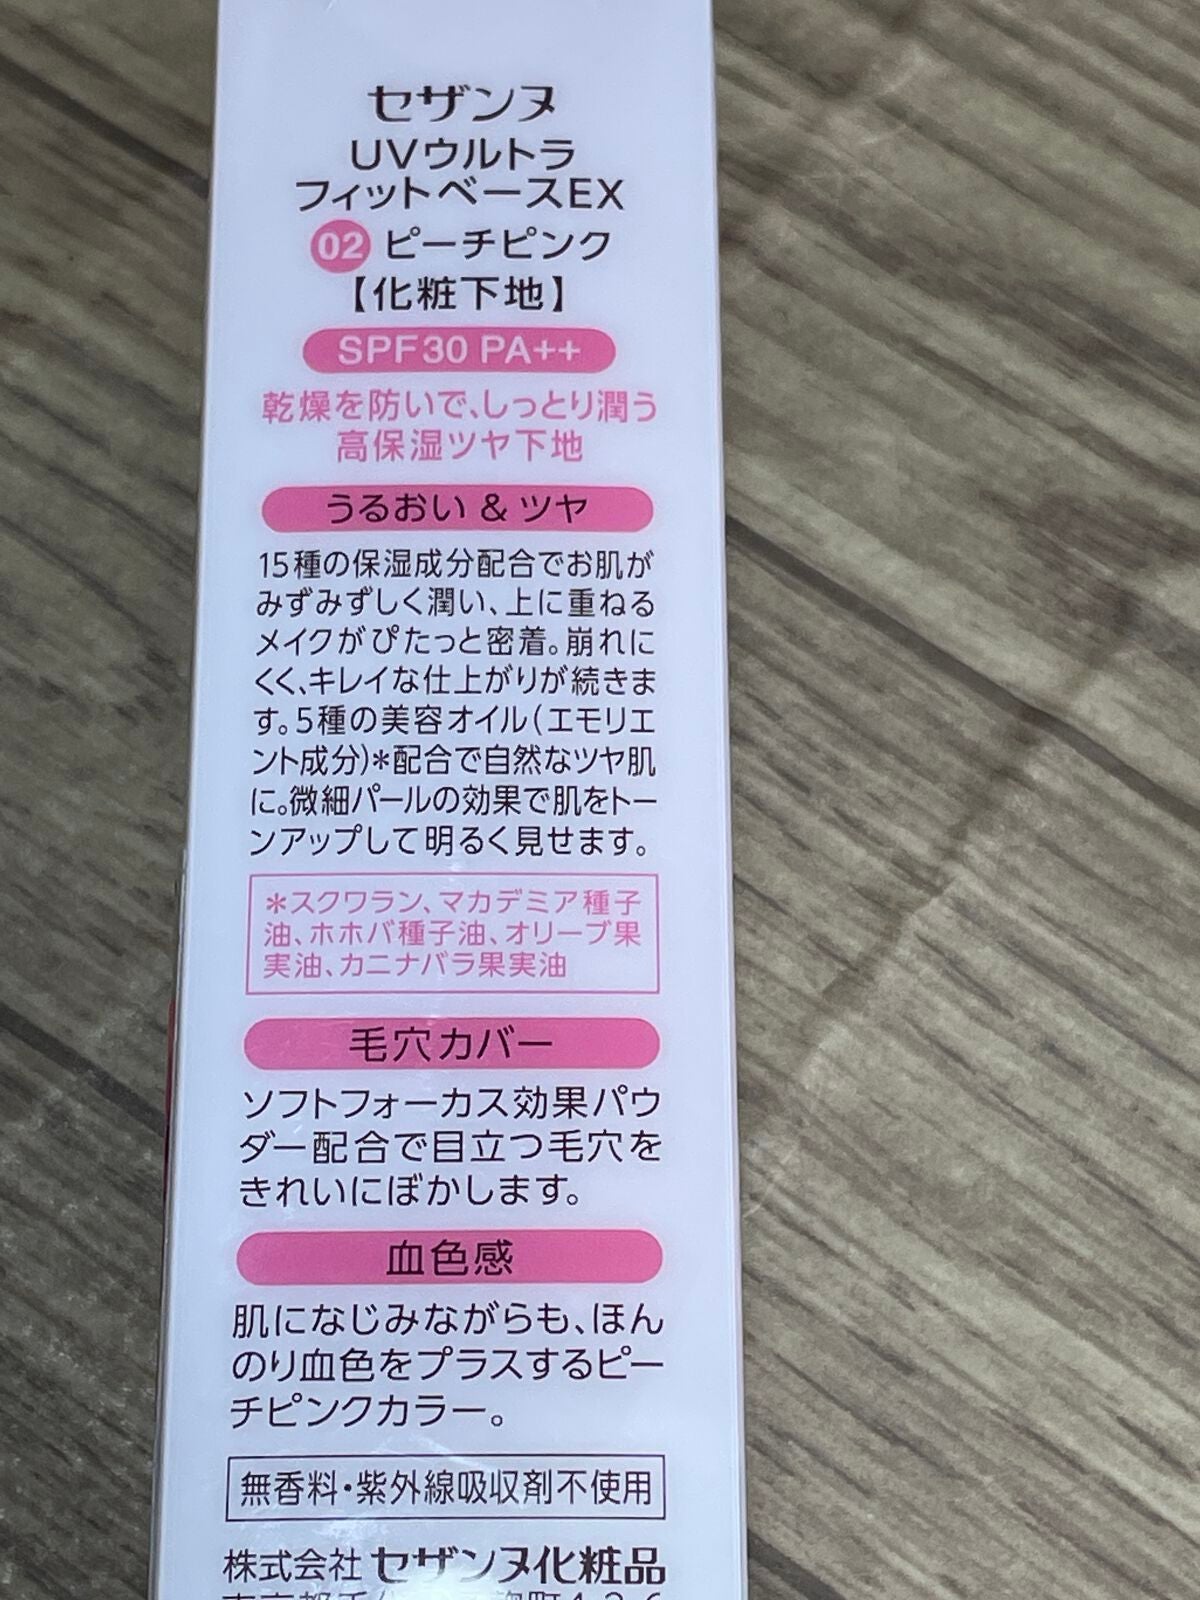 セザンヌ
UVウルトラ
フィットベースEX
02 ピーチピンク
【化粧下地】
SPF30 PA++
乾燥を防いで、しっとり潤う
高保湿ツヤ下地
うるおい & ツヤ
15種の保湿成分配合でお肌が
みずみずしく潤い、上に重ねる
メイクがぴたっと密着。崩れに
くく、キレイな仕上がりが続きま
す。5種の美容オイル(エモリエ
ント成分)*配合で自然なツヤ肌
に。微細パールの効果で肌をトー
ンアップして明るく見せます。
*スクワラン、マカデミア種子
油、ホホバ種子油、オリーブ果
実油、カニナバラ果実油
毛穴カバー
ソフトフォーカス効果パウ
ダー配合で目立つ毛穴を
きれいにぼかします。
血色感
肌になじみながらも、ほん
のり血色をプラスするピー
チピンクカラー。
無香料・紫外線吸収剤不使用
株式会社 セザンヌ化粧品